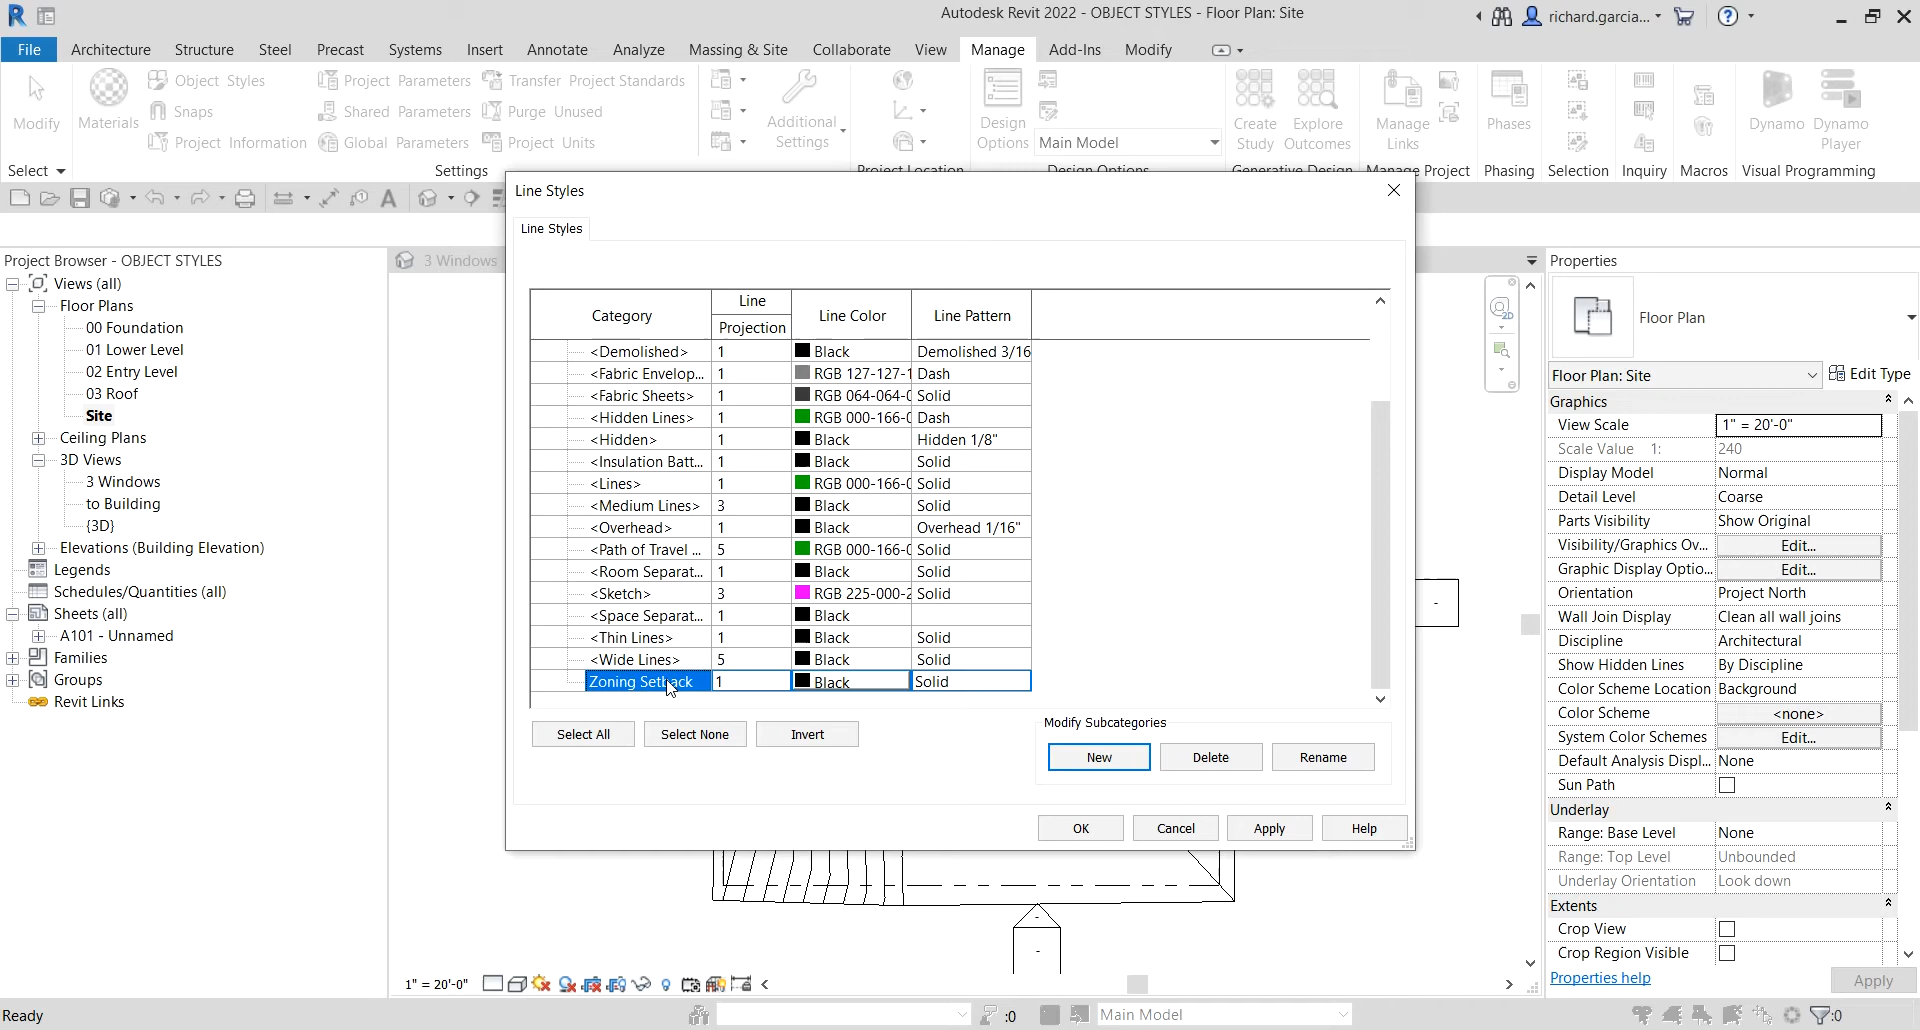 Autodesk Revit 2022 - OBJECT STYLES - Floor Plan: Site
richard.garcia...
File Architecture Structure Steel Precast Systems Insert Annotate Analyze Massing & Site Collaborate View Manage Add-Ins Modify
Modify
Materials
Object Styles
Snaps
Project Information
Project Parameters
Shared Parameters
Global Parameters
Transfer Project Standards
Purge Unused
Project Units
Additional
Settings
Design
Options
Main Model
Create
Study
Explore
Outcomes
Manage
Links
Phases
Dynamo
Dynamo
Player
Select
Settings
Project Location
Design Options
Generative Design
Manage Project
Phasing
Selection
Inquiry
Macros
Visual Programming
Project Browser - OBJECT STYLES
Views (all)
Floor Plans
00 Foundation
01 Lower Level
02 Entry Level
03 Roof
Site
Ceiling Plans
3D Views
3 Windows
to Building
{3D}
Elevations (Building Elevation)
Legends
Schedules/Quantities (all)
Sheets (all)
A101 - Unnamed
Families
Groups
Revit Links
3 Windows
Line Styles
Line Styles
Category
Line
Projection
Line Color
Line Pattern
<Demolished> 1 Black Demolished 3/16
<Fabric Envelop... 1 RGB 127-127-1 Dash
<Fabric Sheets> 1 RGB 064-064-0 Solid
<Hidden Lines> 1 RGB 000-166-0 Dash
<Hidden> 1 Black Hidden 1/8"
<Insulation Batt... 1 Black Solid
<Lines> 1 RGB 000-166-0 Solid
<Medium Lines> 3 Black Solid
<Overhead> 1 Black Overhead 1/16"
<Path of Travel ... 5 RGB 000-166-0 Solid
<Room Separat... 1 Black Solid
<Sketch> 3 RGB 225-000-2 Solid
<Space Separat... 1 Black
<Thin Lines> 1 Black Solid
<Wide Lines> 5 Black Solid
Zoning Setback 1 Black Solid
Select All Select None Invert
Modify Subcategories
New Delete Rename
OK Cancel Apply Help
2D
Properties
Floor Plan
Floor Plan: Site Edit Type
Graphics
View Scale 1" = 20'-0"
Scale Value 1: 240
Display Model Normal
Detail Level Coarse
Parts Visibility Show Original
Visibility/Graphics Ov... Edit...
Graphic Display Optio... Edit...
Orientation Project North
Wall Join Display Clean all wall joins
Discipline Architectural
Show Hidden Lines By Discipline
Color Scheme Location Background
Color Scheme <none>
System Color Schemes Edit...
Default Analysis Displ... None
Sun Path
Underlay
Range: Base Level None
Range: Top Level Unbounded
Underlay Orientation Look down
Extents
Crop View
Crop Region Visible
Properties help Apply
1" = 20'-0"
Ready
:0
Main Model
:0